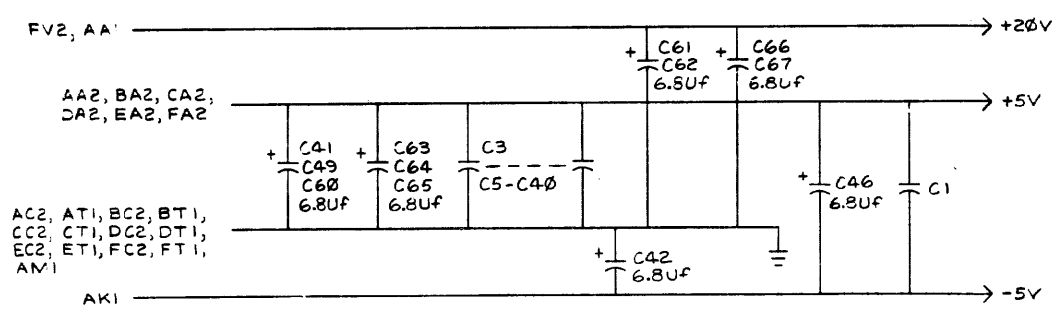 FV2, AA1
+20V
+ C61
C62
6.8Uf
+ C66
C67
6.8Uf
AA2, BA2, CA2,
DA2, EA2, FA2
+5V
+ C41
C49
C60
6.8Uf
+ C63
C64
C65
6.8Uf
C3
C5-C40
+ C46
6.8Uf
C1
AC2, AT1, BC2, BT1,
CC2, CT1, DC2, DT1,
EC2, ET1, FC2, FT1,
AM1
+ C42
6.8Uf
AK1
-5V